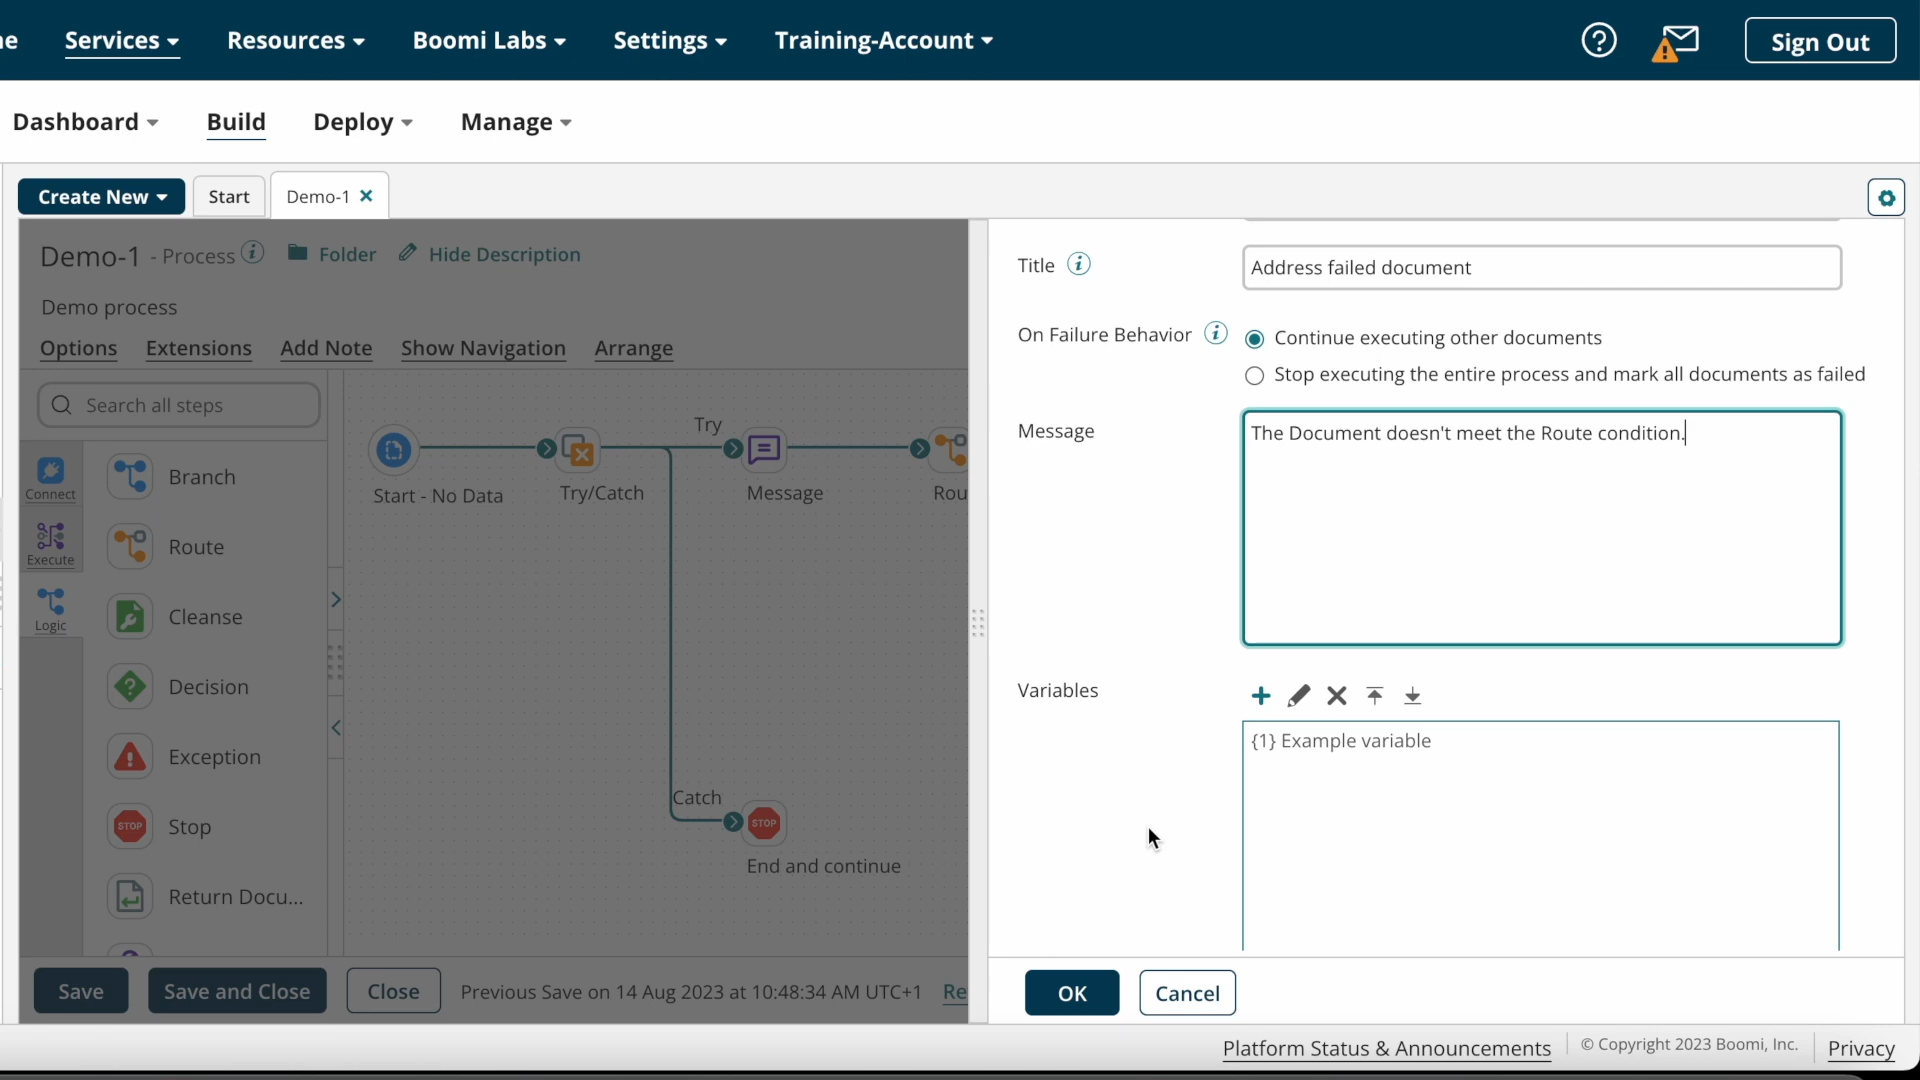 Services
Resources
Boomi Labs
Settings
Training-Account
Sign Out
Dashboard
Build
Deploy
Manage
Create New
Start
Demo-1
Demo-1 - Process
Folder
Hide Description
Demo process
Options
Extensions
Add Note
Show Navigation
Arrange
Search all steps
Connect
Execute
Logic
Branch
Route
Cleanse
Decision
Exception
STOP
Stop
Return Docu...
Start - No Data
Try/Catch
Try
Message
Rou
Catch
STOP
End and continue
Save
Save and Close
Close
Previous Save on 14 Aug 2023 at 10:48:34 AM UTC+1
Re
Title
Address failed document
On Failure Behavior
Continue executing other documents
Stop executing the entire process and mark all documents as failed
Message
The Document doesn't meet the Route condition.
Variables
{1} Example variable
OK
Cancel
Platform Status & Announcements
© Copyright 2023 Boomi, Inc.
Privacy